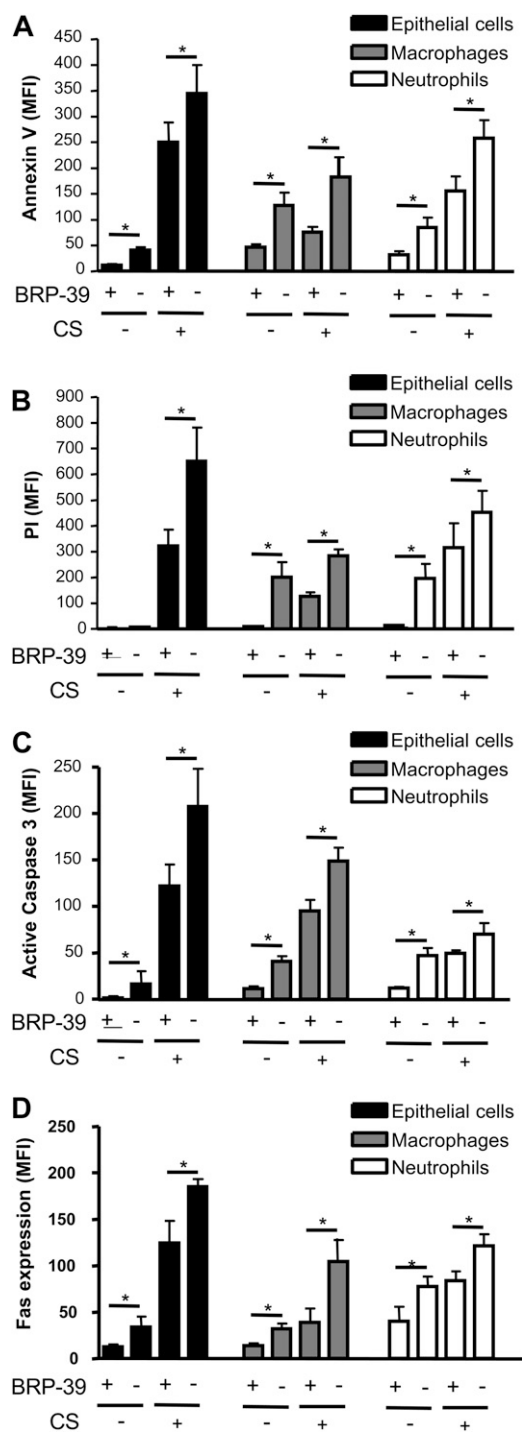 A
Annexin V (MFI)
450
400
350
300
250
200
150
100
50
0
Epithelial cells
Macrophages
Neutrophils
* * * * * *
BRP-39 + - + - + - + - + - + -
CS - + - + - +
B
PI (MFI)
900
800
700
600
500
400
300
200
100
0
Epithelial cells
Macrophages
Neutrophils
* * * * *
BRP-39 + - + - + - + - + - + -
CS - + - + - +
C
Active Caspase 3 (MFI)
250
200
150
100
50
0
Epithelial cells
Macrophages
Neutrophils
* * * * * *
BRP-39 + - + - + - + - + - + -
CS - + - + - +
D
Fas expression (MFI)
250
200
150
100
50
0
Epithelial cells
Macrophages
Neutrophils
* * * * * *
BRP-39 + - + - + - + - + - + -
CS - + - + - +